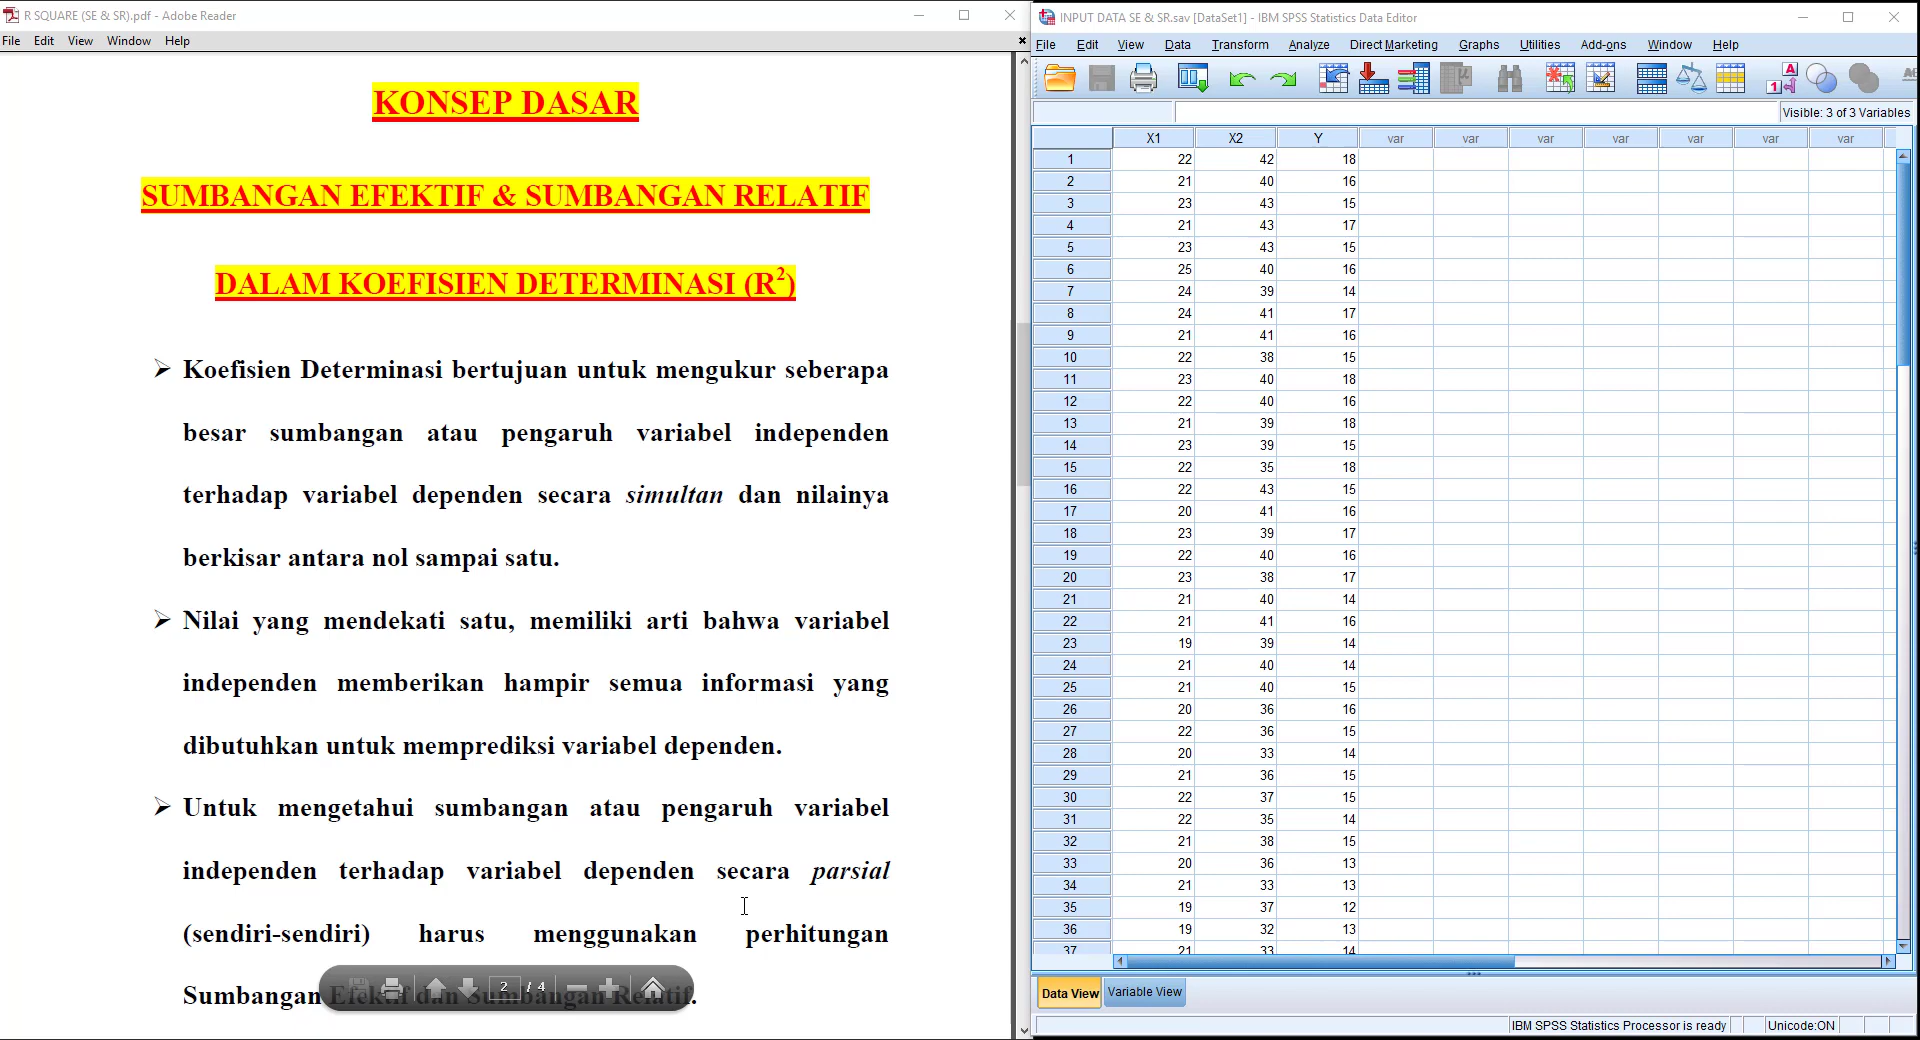 R SQUARE (SE & SR).pdf - Adobe Reader
File Edit View Window Help
KONSEP DASAR
SUMBANGAN EFEKTIF & SUMBANGAN RELATIF
DALAM KOEFISIEN DETERMINASI (R²)
➢ Koefisien Determinasi bertujuan untuk mengukur seberapa
besar sumbangan atau pengaruh variabel independen
terhadap variabel dependen secara simultan dan nilainya
berkisar antara nol sampai satu.
➢ Nilai yang mendekati satu, memiliki arti bahwa variabel
independen memberikan hampir semua informasi yang
dibutuhkan untuk memprediksi variabel dependen.
➢ Untuk mengetahui sumbangan atau pengaruh variabel
independen terhadap variabel dependen secara parsial
(sendiri-sendiri) harus menggunakan perhitungan
Sumbangan Efektif dan Sumbangan Relatif.
2 / 4
INPUT DATA SE & SR.sav [DataSet1] - IBM SPSS Statistics Data Editor
File Edit View Data Transform Analyze Direct Marketing Graphs Utilities Add-ons Window Help
Visible: 3 of 3 Variables
X1 X2 Y var var var var var var var
1 22 42 18
2 21 40 16
3 23 43 15
4 21 43 17
5 23 43 15
6 25 40 16
7 24 39 14
8 24 41 17
9 21 41 16
10 22 38 15
11 23 40 18
12 22 40 16
13 21 39 18
14 23 39 15
15 22 35 18
16 22 43 15
17 20 41 16
18 23 39 17
19 22 40 16
20 23 38 17
21 21 40 14
22 21 41 16
23 19 39 14
24 21 40 14
25 21 40 15
26 20 36 16
27 22 36 15
28 20 33 14
29 21 36 15
30 22 37 15
31 22 35 14
32 21 38 15
33 20 36 13
34 21 33 13
35 19 37 12
36 19 32 13
37 21 33 14
Data View Variable View
IBM SPSS Statistics Processor is ready Unicode:ON